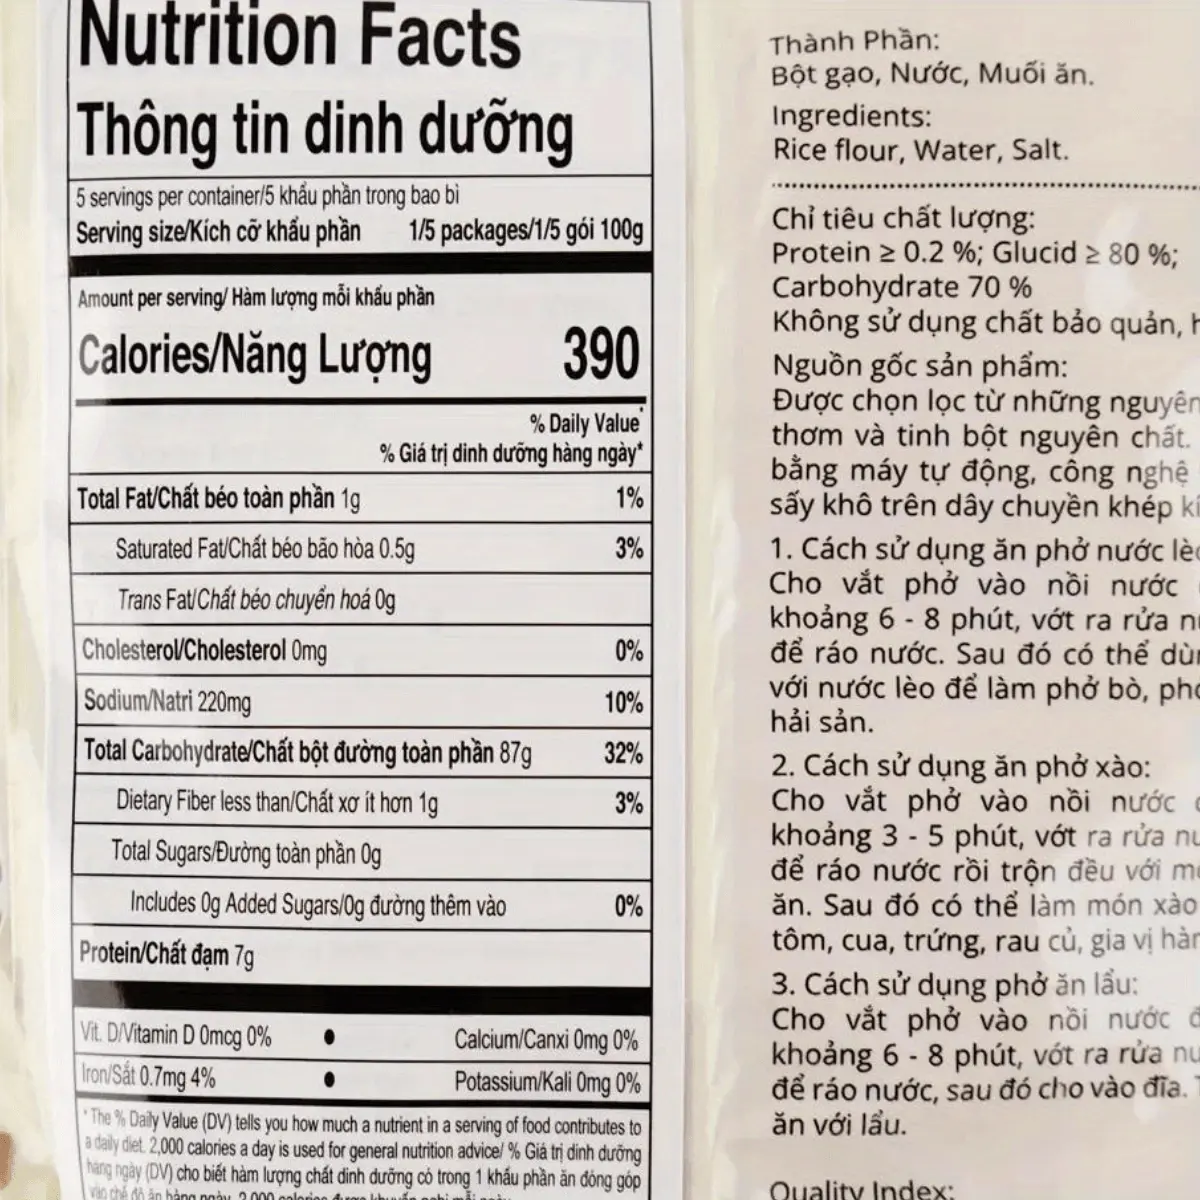 Nutrition Facts
Thông tin dinh dưỡng
5 servings per container/5 khẩu phần trong bao bì
Serving size/Kích cỡ khẩu phần 1/5 packages/1/5 gói 100g
Amount per serving/ Hàm lượng mỗi khẩu phần
Calories/Năng Lượng 390
% Daily Value*
% Giá trị dinh dưỡng hàng ngày*
Total Fat/Chất béo toàn phần 1g 1%
Saturated Fat/Chất béo bão hòa 0.5g 3%
Trans Fat/Chất béo chuyển hoá 0g
Cholesterol/Cholesterol 0mg 0%
Sodium/Natri 220mg 10%
Total Carbohydrate/Chất bột đường toàn phần 87g 32%
Dietary Fiber less than/Chất xơ ít hơn 1g 3%
Total Sugars/Đường toàn phần 0g
Includes 0g Added Sugars/0g đường thêm vào 0%
Protein/Chất đạm 7g
Vit. D/Vitamin D 0mcg 0% ● Calcium/Canxi 0mg 0%
Iron/Sắt 0.7mg 4% ● Potassium/Kali 0mg 0%
* The % Daily Value (DV) tells you how much a nutrient in a serving of food contributes to
a daily diet. 2,000 calories a day is used for general nutrition advice/ % Giá trị dinh dưỡng
hàng ngày (DV) cho biết hàm lượng chất dinh dưỡng có trong 1 khẩu phần ăn đóng góp
vào chế độ ăn hàng ngày. 2,000 calories được khuyến nghị mỗi ngày
Thành Phần:
Bột gạo, Nước, Muối ăn.
Ingredients:
Rice flour, Water, Salt.
Chỉ tiêu chất lượng:
Protein ≥ 0.2 %; Glucid ≥ 80 %;
Carbohydrate 70 %
Không sử dụng chất bảo quản,
Nguồn gốc sản phẩm:
Được chọn lọc từ những nguyên
thơm và tinh bột nguyên chất.
bằng máy tự động, công nghệ
sấy khô trên dây chuyền khép
1. Cách sử dụng ăn phở nước
Cho vắt phở vào nồi nước
khoảng 6 - 8 phút, vớt ra rửa
để ráo nước. Sau đó có thể
với nước lèo để làm phở bò,
hải sản.
2. Cách sử dụng ăn phở xào:
Cho vắt phở vào nồi nước
khoảng 3 - 5 phút, vớt ra rửa
để ráo nước rồi trộn đều với
ăn. Sau đó có thể làm món xào
tôm, cua, trứng, rau củ, gia vị
3. Cách sử dụng phở ăn lẩu:
Cho vắt phở vào nồi nước
khoảng 6 - 8 phút, vớt ra rửa
để ráo nước, sau đó cho vào đĩa.
ăn với lẩu.
Quality Index: